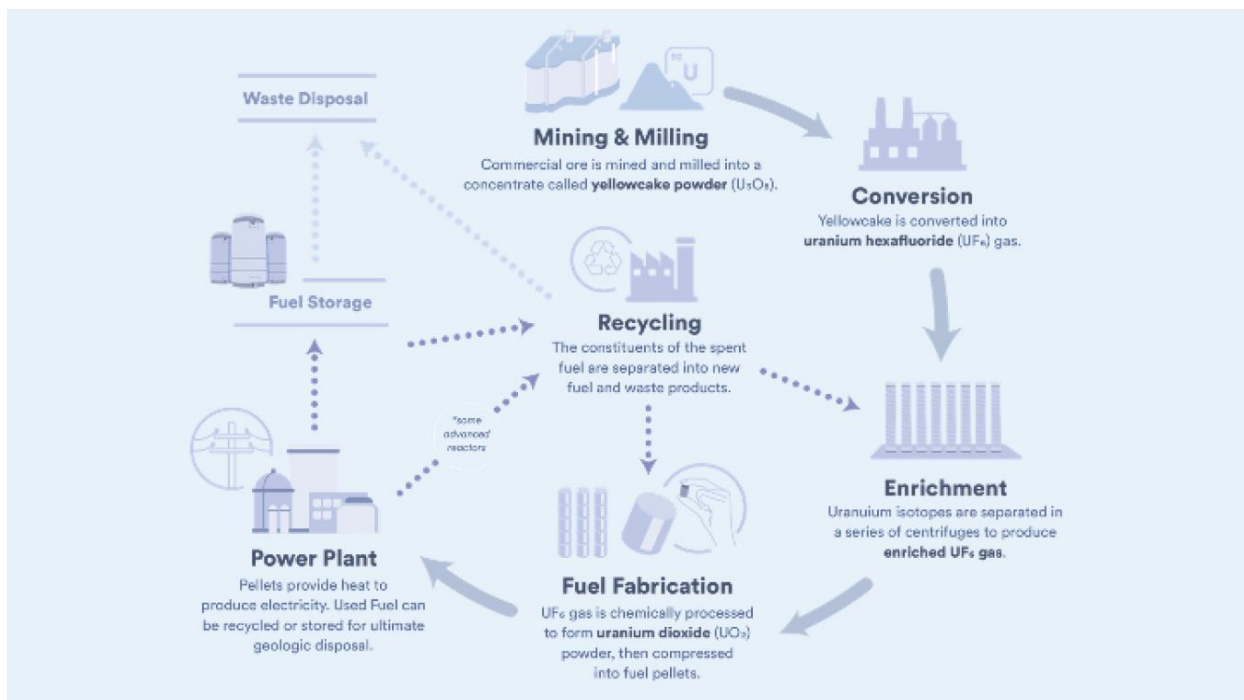 Waste Disposal
92
U
Mining & Milling
Commercial ore is mined and milled into a
concentrate called yellowcake powder (U₃O₈).
Conversion
Yellowcake is converted into
uranium hexafluoride (UF₆) gas.
Fuel Storage
Recycling
The constituents of the spent
fuel are separated into new
fuel and waste products.
*some
advanced
reactors
Enrichment
Uranuium isotopes are separated in
a series of centrifuges to produce
enriched UF₆ gas.
Power Plant
Pellets provide heat to
produce electricity. Used Fuel can
be recycled or stored for ultimate
geologic disposal.
Fuel Fabrication
UF₆ gas is chemically processed
to form uranium dioxide (UO₂)
powder, then compressed
into fuel pellets.